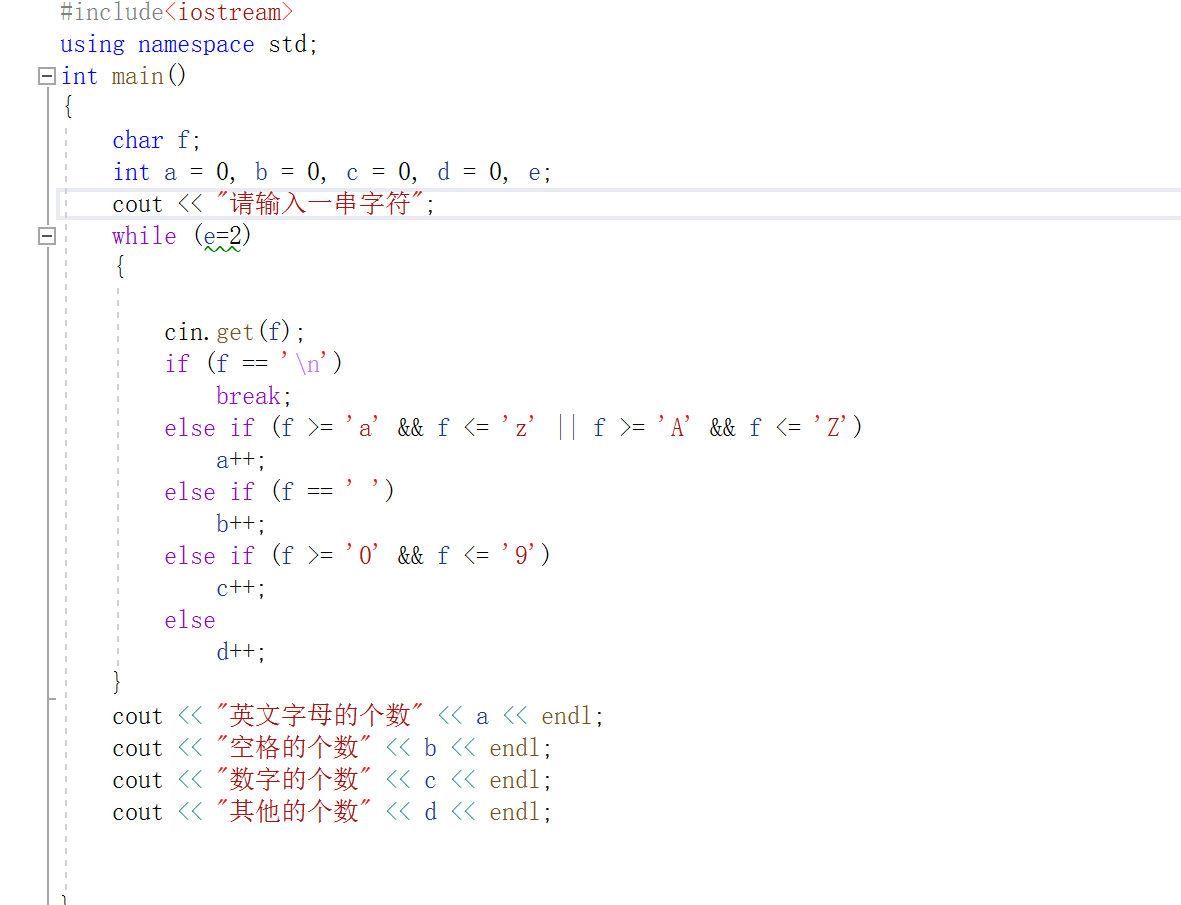 #include<iostream>
using namespace std;
int main()
{
char f;
int a = 0, b = 0, c = 0, d = 0, e;
cout << "请输入一串字符";
while (e=2)
{
cin.get(f);
if (f == '\n')
break;
else if (f >= 'a' && f <= 'z' || f >= 'A' && f <= 'Z')
a++;
else if (f == ' ')
b++;
else if (f >= '0' && f <= '9')
c++;
else
d++;
}
cout << "英文字母的个数" << a << endl;
cout << "空格的个数" << b << endl;
cout << "数字的个数" << c << endl;
cout << "其他的个数" << d << endl;
}